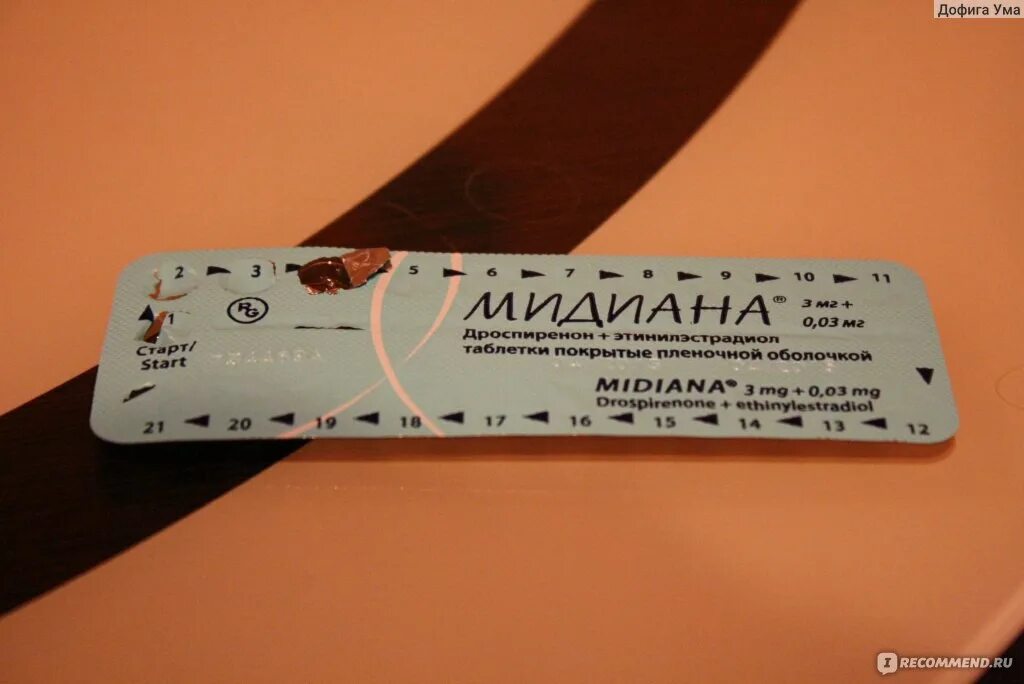 Дофига Ума
2 3 5 6 7 8 9 10 11
RG
МИДИАНА® 3 мг +
0,03 мг
1
Старт/
Start
Дроспиренон + этинилэстрадиол
таблетки покрытые пленочной оболочкой
MIDIANA® 3 mg + 0,03 mg
Drospirenone + ethinylestradiol
21 20 19 18 17 16 15 14 13 12
IRECOMMEND.RU